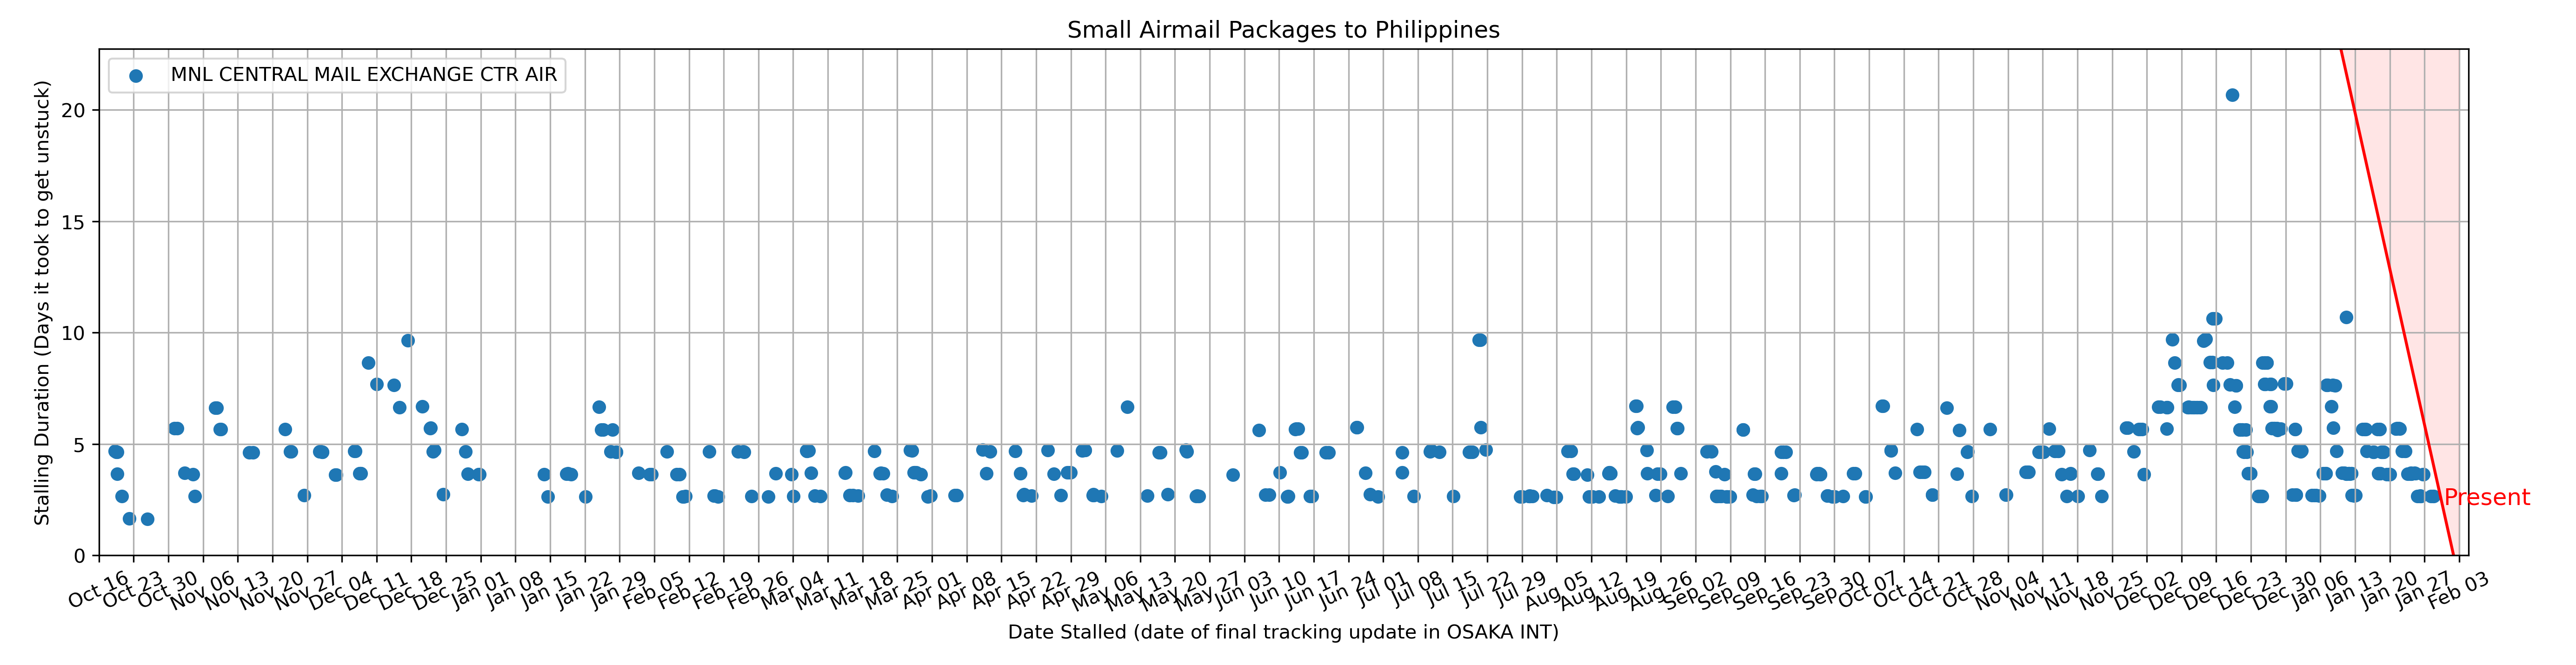 Small Airmail Packages to Philippines
MNL CENTRAL MAIL EXCHANGE CTR AIR
Stalling Duration (Days it took to get unstuck)
20
15
10
5
0
Present
Oct 16 Oct 23 Oct 30 Nov 06 Nov 13 Nov 20 Nov 27 Dec 04 Dec 11 Dec 18 Dec 25 Jan 01 Jan 08 Jan 15 Jan 22 Jan 29 Feb 05 Feb 12 Feb 19 Feb 26 Mar 04 Mar 11 Mar 18 Mar 25 Apr 01 Apr 08 Apr 15 Apr 22 Apr 29 May 06 May 13 May 20 May 27 Jun 03 Jun 10 Jun 17 Jun 24 Jul 01 Jul 08 Jul 15 Jul 22 Jul 29 Aug 05 Aug 12 Aug 19 Aug 26 Sep 02 Sep 09 Sep 16 Sep 23 Sep 30 Oct 07 Oct 14 Oct 21 Oct 28 Nov 04 Nov 11 Nov 18 Nov 25 Dec 02 Dec 09 Dec 16 Dec 23 Dec 30 Jan 06 Jan 13 Jan 20 Jan 27 Feb 03
Date Stalled (date of final tracking update in OSAKA INT)